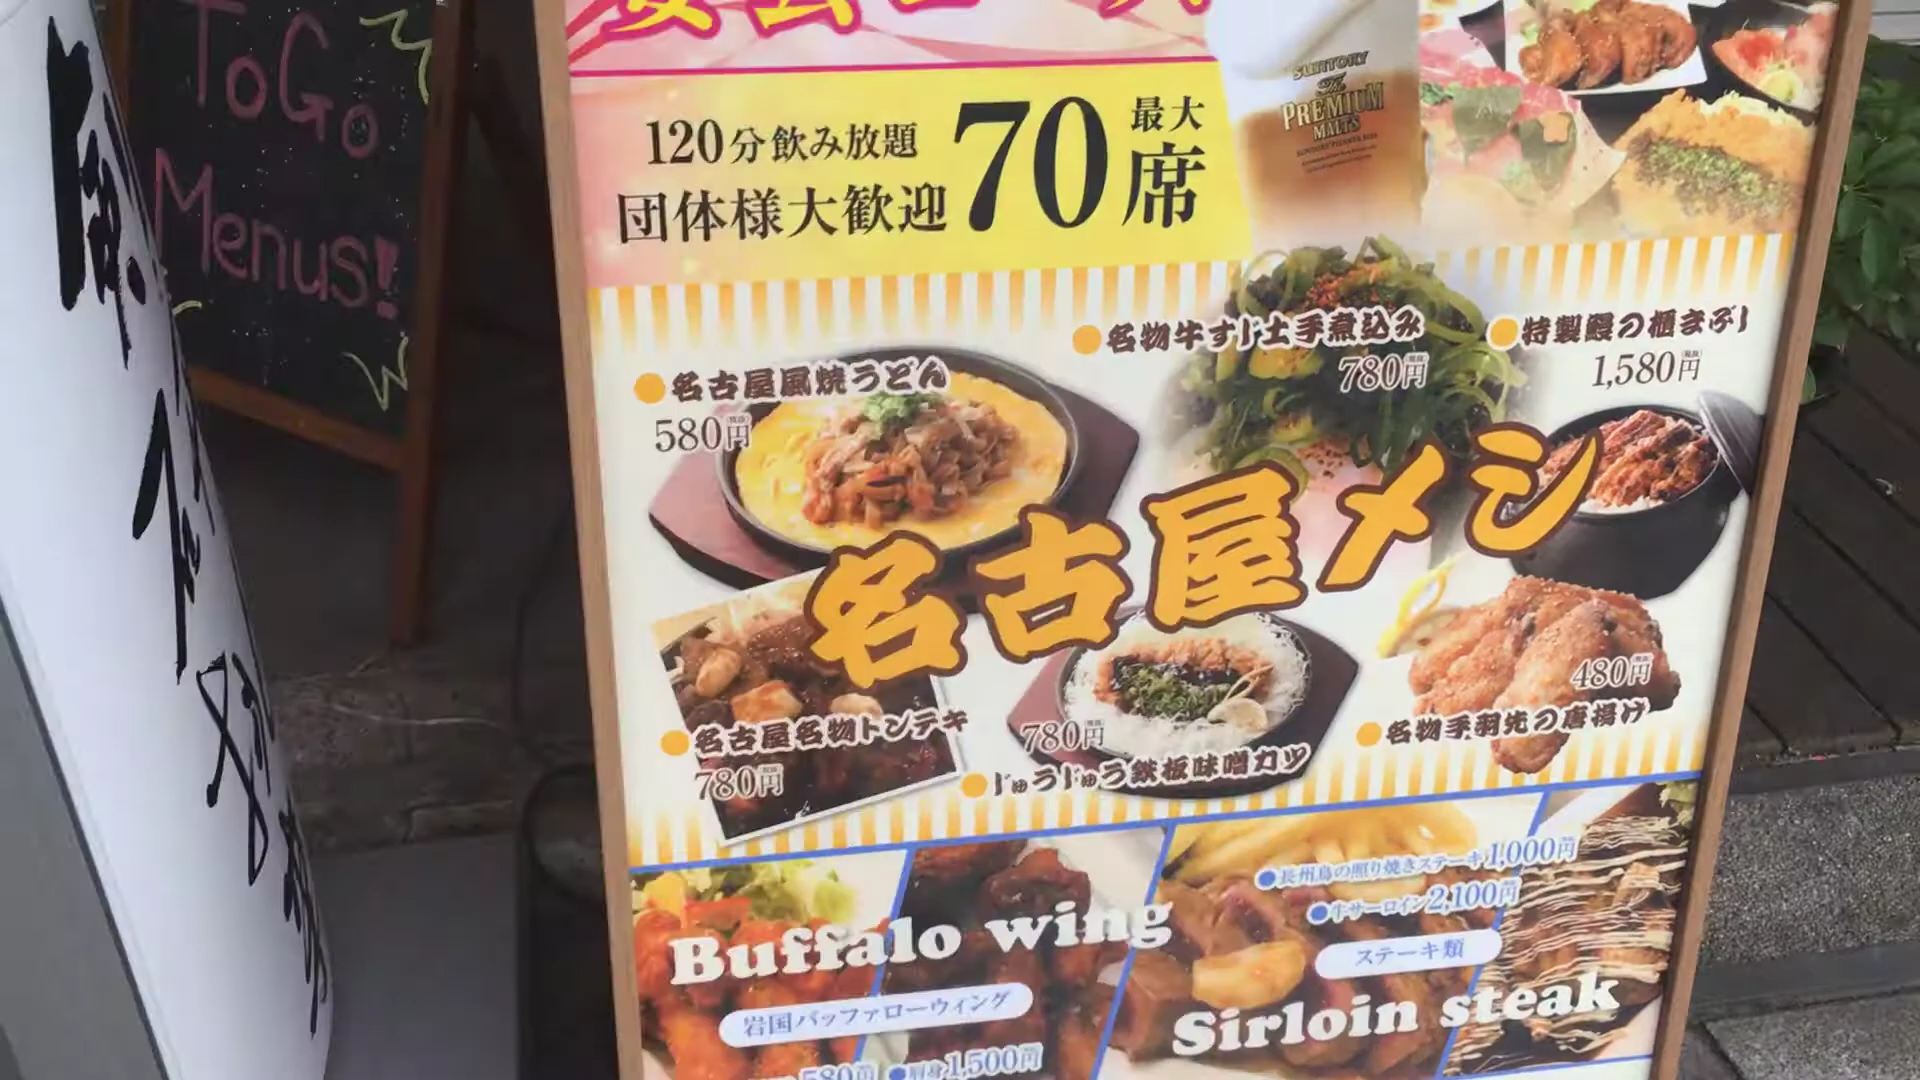 ToGo
Menus!
120分飲み放題
団体様大歓迎
70
最大
席
SUNTORY
The
PREMIUM
MALT'S
名古屋風焼うどん
580円
名物牛すじ土手煮込み
780円
特製鰻の櫃まぶし
1,580円
名古屋メシ
名古屋名物トンテキ
780円
780円
じゅうじゅう鉄板味噌カツ
480円
名物手羽先の唐揚げ
Buffalo wing
岩国バッファローウィング
580円
1,500円
長州鳥の照り焼きステーキ1,000円
牛サーロイン2,100円
ステーキ類
Sirloin steak